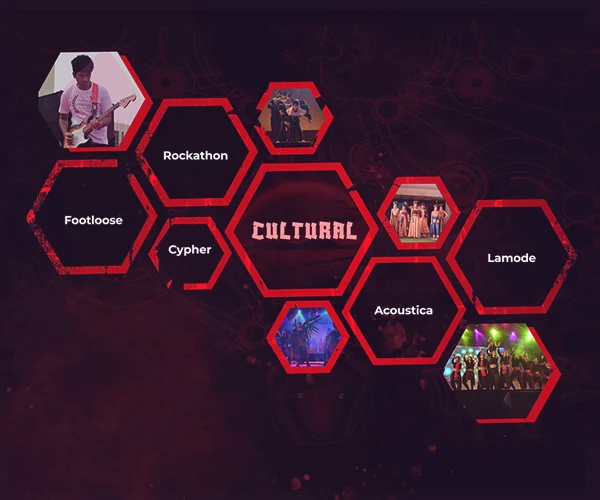 Rockathon
Footloose
Cypher
CULTURAL
Lamode
Acoustica